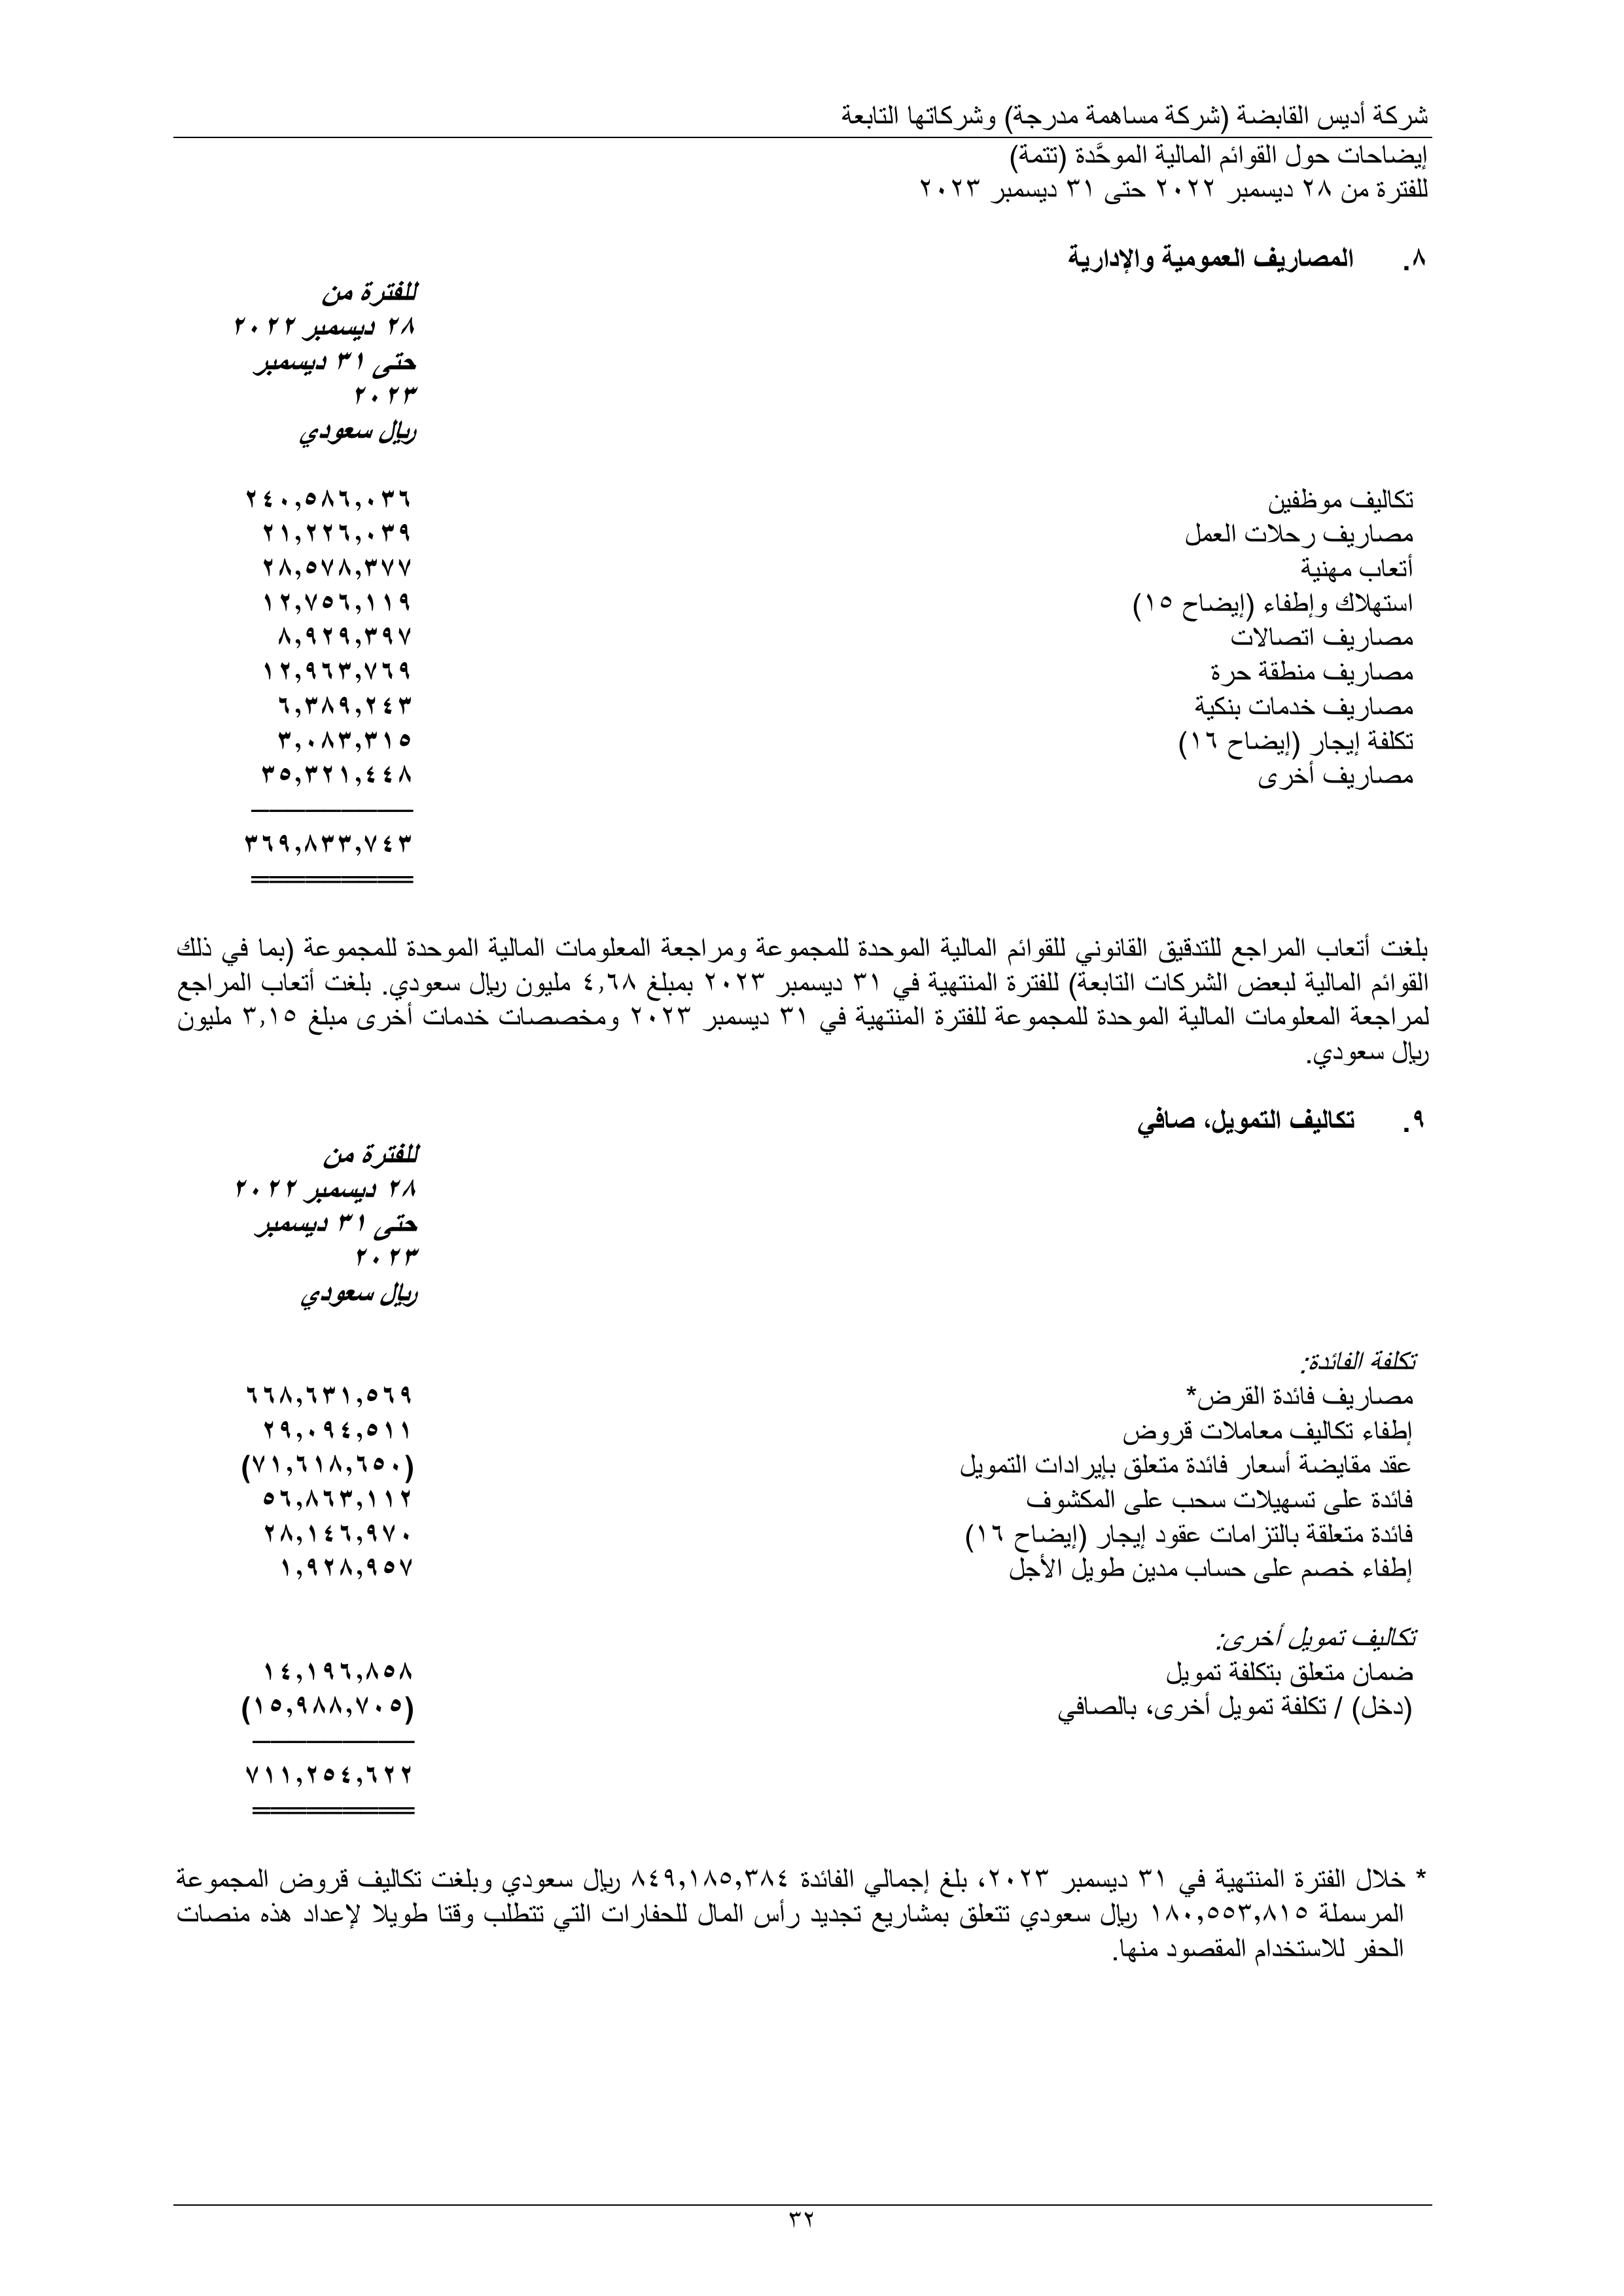 شركة أديس القابضة (شركة مساهمة مدرجة) وشركاتها التابعة
إيضاحات حول القوائم المالية الموحَّدة (تتمة)
للفترة من ٢٨ ديسمبر ٢٠٢٢ حتى ٣١ ديسمبر ٢٠٢٣
٨. المصاريف العمومية والإدارية
للفترة من
٢٨ ديسمبر ٢٠٢٢
حتى ٣١ ديسمبر
٢٠٢٣
ريال سعودي
تكاليف موظفين ٢٤٠,٥٨٦,٠٣٦
مصاريف رحلات العمل ٢١,٢٢٦,٠٣٩
أتعاب مهنية ٢٨,٥٧٨,٣٧٧
استهلاك وإطفاء (إيضاح ١٥) ١٢,٧٥٦,١١٩
مصاريف اتصالات ٨,٩٢٩,٣٩٧
مصاريف منطقة حرة ١٢,٩٦٣,٧٦٩
مصاريف خدمات بنكية ٦,٣٨٩,٢٤٣
تكلفة إيجار (إيضاح ١٦) ٣,٠٨٣,٣١٥
مصاريف أخرى ٣٥,٣٢١,٤٤٨
٣٦٩,٨٣٣,٧٤٣
بلغت أتعاب المراجع للتدقيق القانوني للقوائم المالية الموحدة للمجموعة ومراجعة المعلومات المالية الموحدة للمجموعة (بما في ذلك
القوائم المالية لبعض الشركات التابعة) للفترة المنتهية في ٣١ ديسمبر ٢٠٢٣ بمبلغ ٤,٦٨ مليون ريال سعودي. بلغت أتعاب المراجع
لمراجعة المعلومات المالية الموحدة للمجموعة للفترة المنتهية في ٣١ ديسمبر ٢٠٢٣ ومخصصات خدمات أخرى مبلغ ٣,١٥ مليون
ريال سعودي.
٩. تكاليف التمويل، صافي
للفترة من
٢٨ ديسمبر ٢٠٢٢
حتى ٣١ ديسمبر
٢٠٢٣
ريال سعودي
تكلفة الفائدة:
مصاريف فائدة القرض* ٦٦٨,٦٣١,٥٦٩
إطفاء تكاليف معاملات قروض ٢٩,٠٩٤,٥١١
عقد مقايضة أسعار فائدة متعلق بإيرادات التمويل (٧١,٦١٨,٦٥٠)
فائدة على تسهيلات سحب على المكشوف ٥٦,٨٦٣,١١٢
فائدة متعلقة بالتزامات عقود إيجار (إيضاح ١٦) ٢٨,١٤٦,٩٧٠
إطفاء خصم على حساب مدين طويل الأجل ١,٩٢٨,٩٥٧
تكاليف تمويل أخرى:
ضمان متعلق بتكلفة تمويل ١٤,١٩٦,٨٥٨
(دخل) / تكلفة تمويل أخرى، بالصافي (١٥,٩٨٨,٧٠٥)
٧١١,٢٥٤,٦٢٢
* خلال الفترة المنتهية في ٣١ ديسمبر ٢٠٢٣، بلغ إجمالي الفائدة ٨٤٩,١٨٥,٣٨٤ ريال سعودي وبلغت تكاليف قروض المجموعة
المرسملة ١٨٠,٥٥٣,٨١٥ ريال سعودي تتعلق بمشاريع تجديد رأس المال للحفارات التي تتطلب وقتا طويلا لإعداد هذه منصات
الحفر للاستخدام المقصود منها.
٣٢